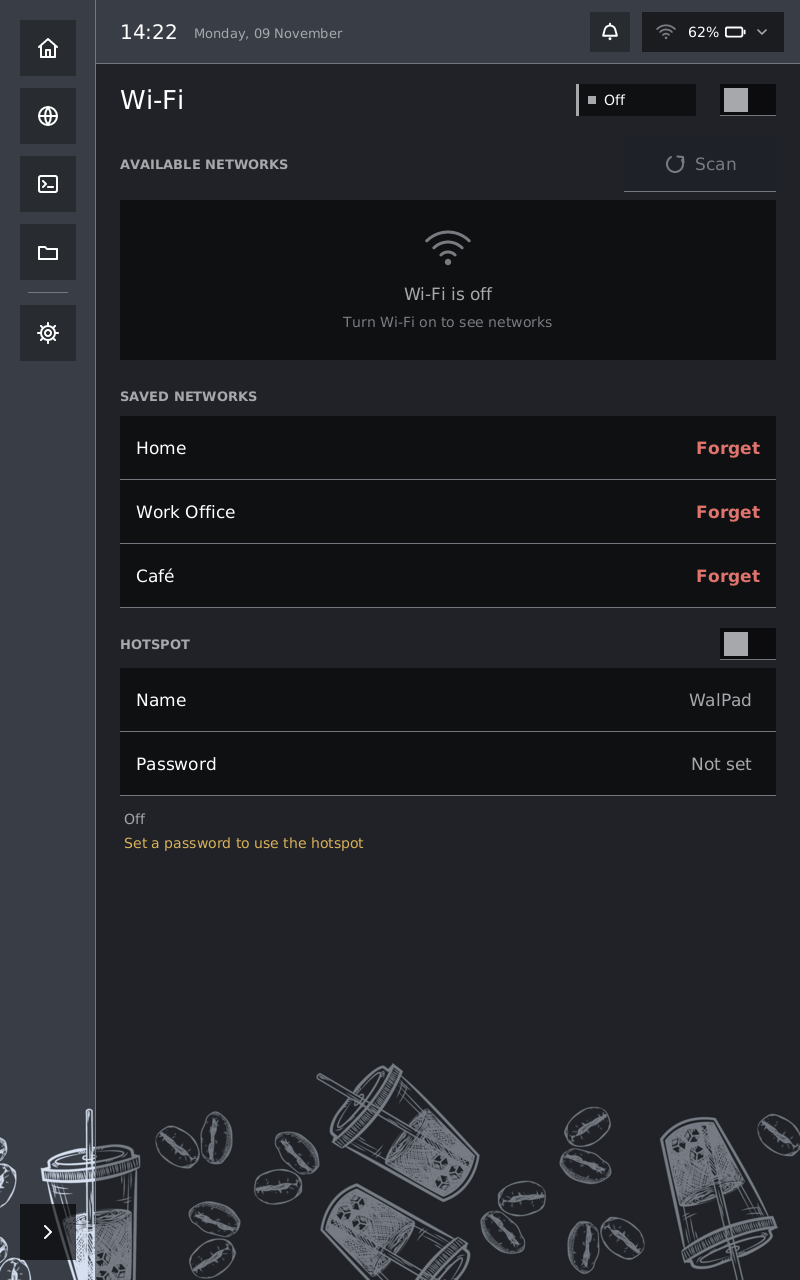 14:22 Monday, 09 November 62%
Wi-Fi Off
AVAILABLE NETWORKS Scan
Wi-Fi is off
Turn Wi-Fi on to see networks
SAVED NETWORKS
Home Forget
Work Office Forget
Café Forget
HOTSPOT
Name WalPad
Password Not set
Off
Set a password to use the hotspot